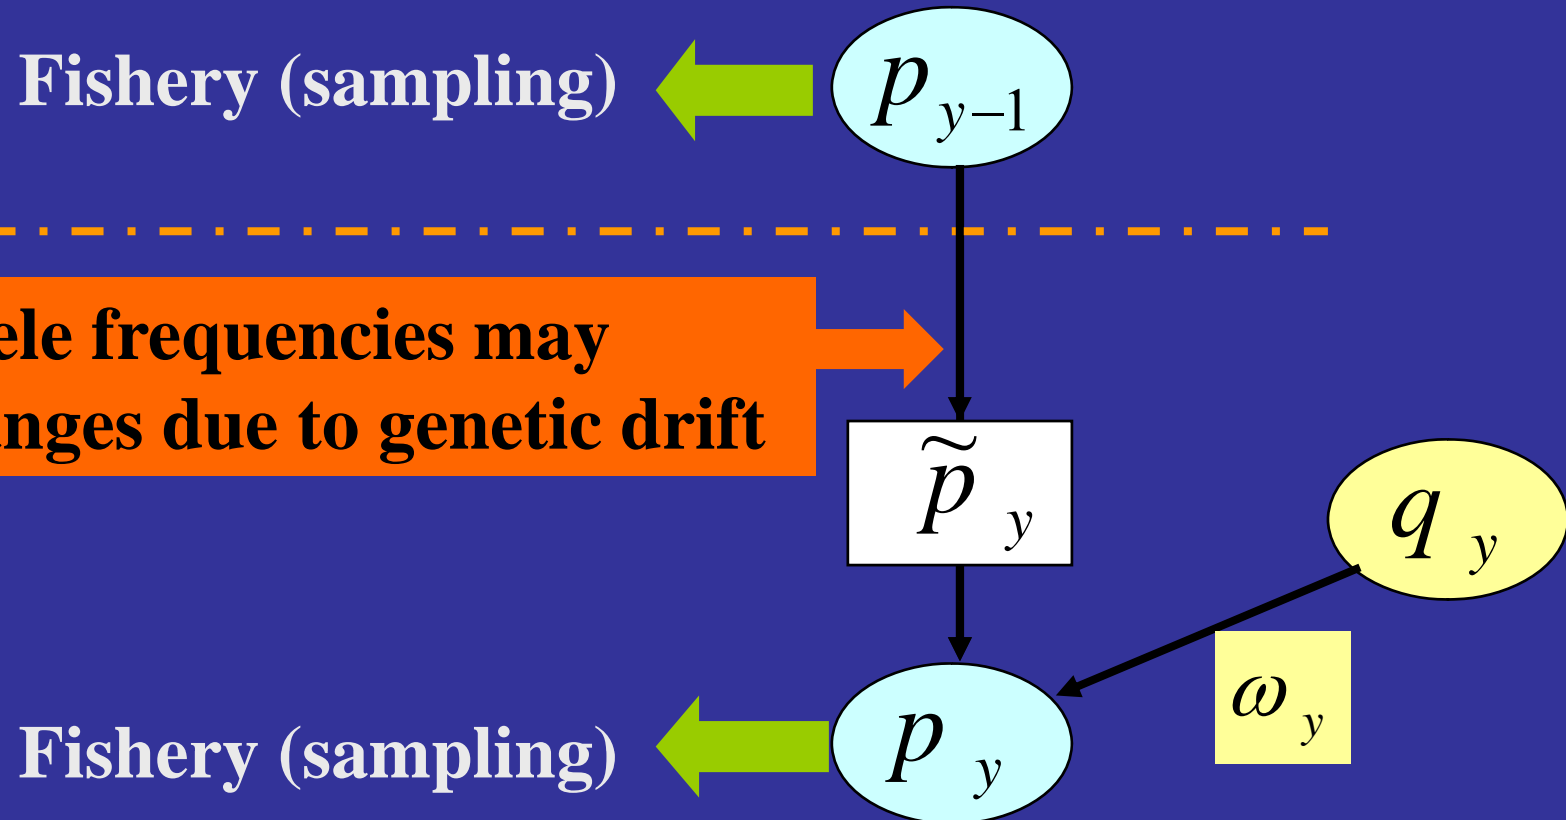 Fishery (sampling)
p y−1
ele frequencies may
nges due to genetic drift
p̃ y
q y
ω y
Fishery (sampling)
p y